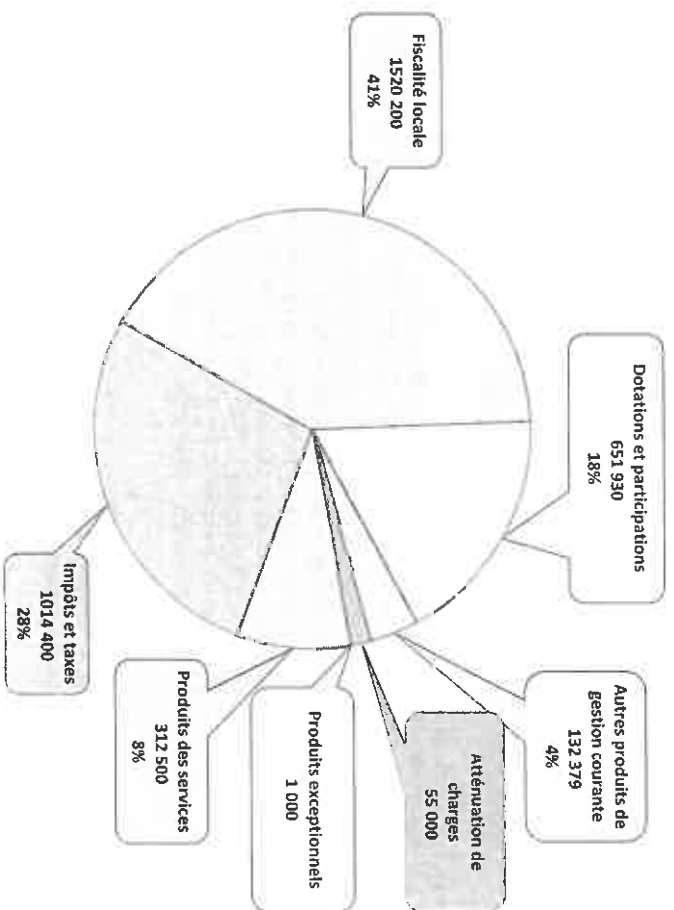 Fiscalité locale
1520 200
41%
Dotations et participations
651 930
18%
Autres produits de
gestion courante
132 379
4%
Atténuation de
charges
55 000
Produits exceptionnels
1 000
Produits des services
312 500
8%
Impôts et taxes
1014 400
28%